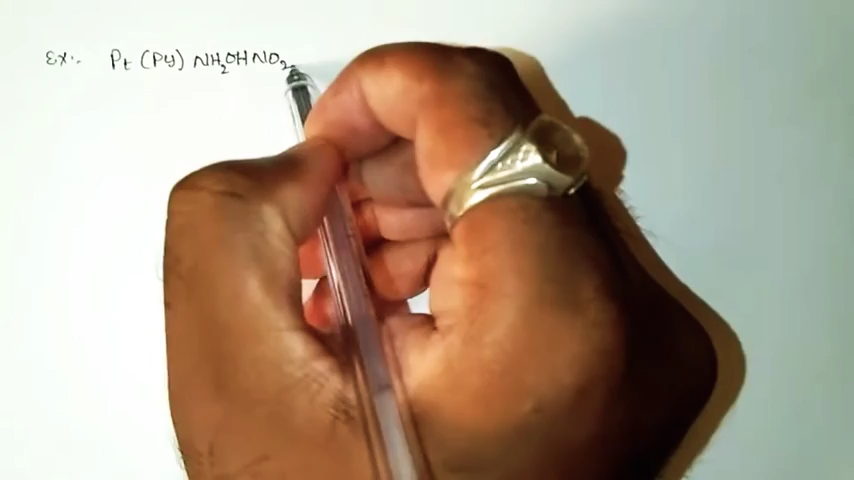 Ex:- Pt (Py) NH₂OH NO₂